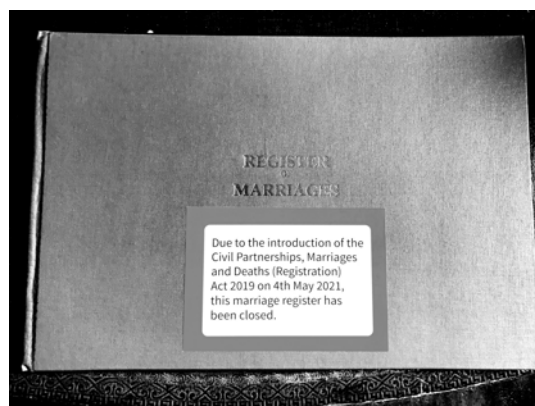 REGISTER
OF
MARRIAGES
Due to the introduction of the
Civil Partnerships, Marriages
and Deaths (Registration)
Act 2019 on 4th May 2021,
this marriage register has
been closed.